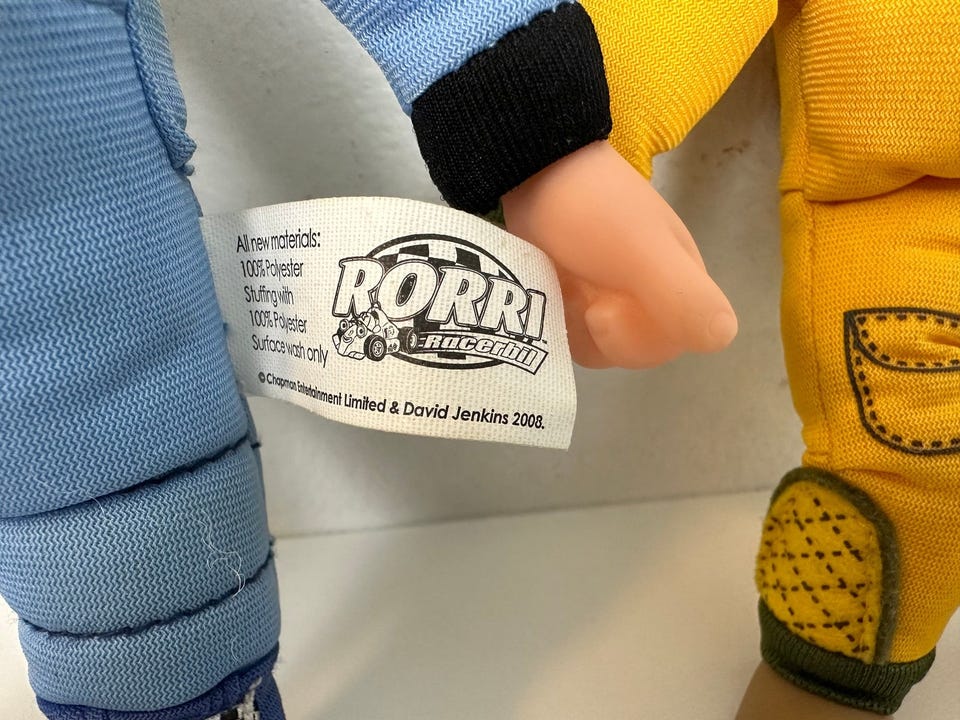 All new materials:
100% Polyester
Stuffing with
100% Polyester
Surface wash only
RORRI
Racerbil
© Chapman Entertainment Limited & David Jenkins 2008.